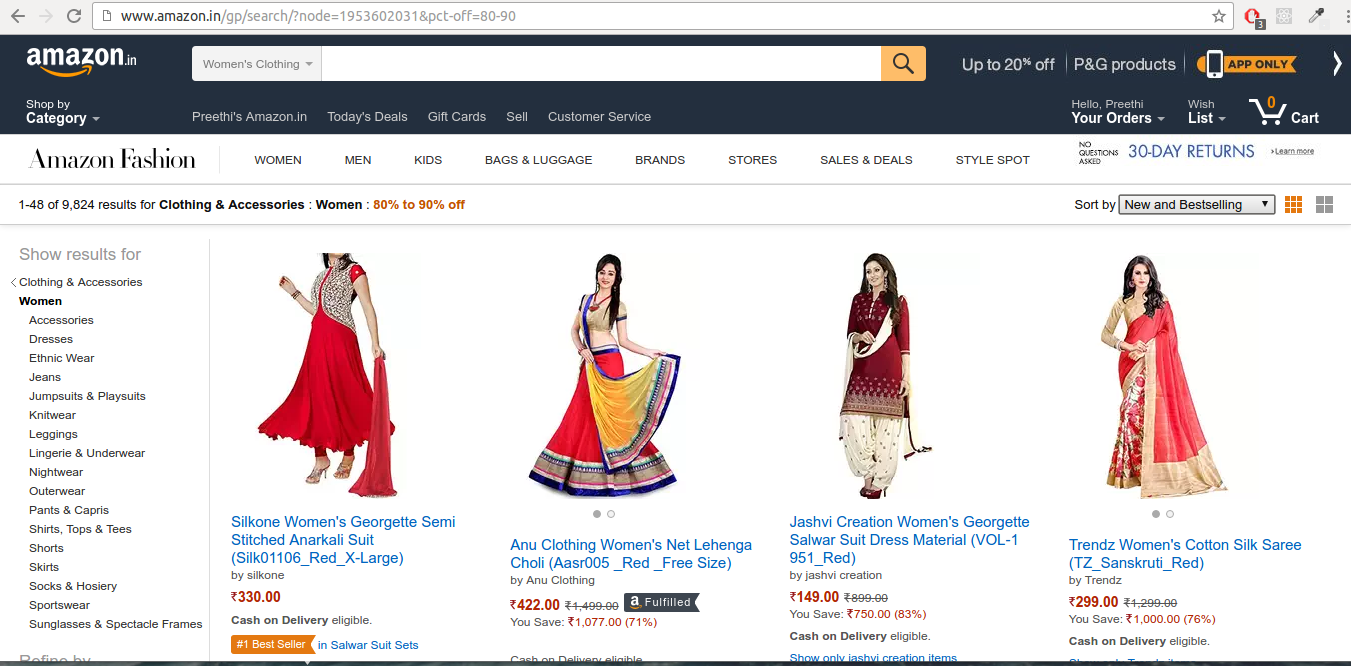 www.amazon.in/gp/search/?node=1953602031&pct-off=80-90
3
amazon.in
Women's Clothing
Up to 20% off
P&G products
APP ONLY
Shop by
Category
Preethi's Amazon.in
Today's Deals
Gift Cards
Sell
Customer Service
Hello, Preethi
Your Orders
Wish
List
0
Cart
Amazon Fashion
WOMEN
MEN
KIDS
BAGS & LUGGAGE
BRANDS
STORES
SALES & DEALS
STYLE SPOT
NO
QUESTIONS
ASKED
30-DAY RETURNS
›Learn more
1-48 of 9,824 results for Clothing & Accessories : Women : 80% to 90% off
Sort by
New and Bestselling
Show results for
Clothing & Accessories
Women
Accessories
Dresses
Ethnic Wear
Jeans
Jumpsuits & Playsuits
Knitwear
Leggings
Lingerie & Underwear
Nightwear
Outerwear
Pants & Capris
Shirts, Tops & Tees
Shorts
Skirts
Socks & Hosiery
Sportswear
Sunglasses & Spectacle Frames
Refine by
Silkone Women's Georgette Semi
Stitched Anarkali Suit
(Silk01106_Red_X-Large)
by silkone
₹330.00
Cash on Delivery eligible.
#1 Best Seller in Salwar Suit Sets
Anu Clothing Women's Net Lehenga
Choli (Aasr005 _Red _Free Size)
by Anu Clothing
₹422.00 ₹1,499.00 a Fulfilled
You Save: ₹1,077.00 (71%)
Cash on Delivery eligible.
Jashvi Creation Women's Georgette
Salwar Suit Dress Material (VOL-1
951_Red)
by jashvi creation
₹149.00 ₹899.00
You Save: ₹750.00 (83%)
Cash on Delivery eligible.
Show only jashvi creation items
Trendz Women's Cotton Silk Saree
(TZ_Sanskruti_Red)
by Trendz
₹299.00 ₹1,299.00
You Save: ₹1,000.00 (76%)
Cash on Delivery eligible.